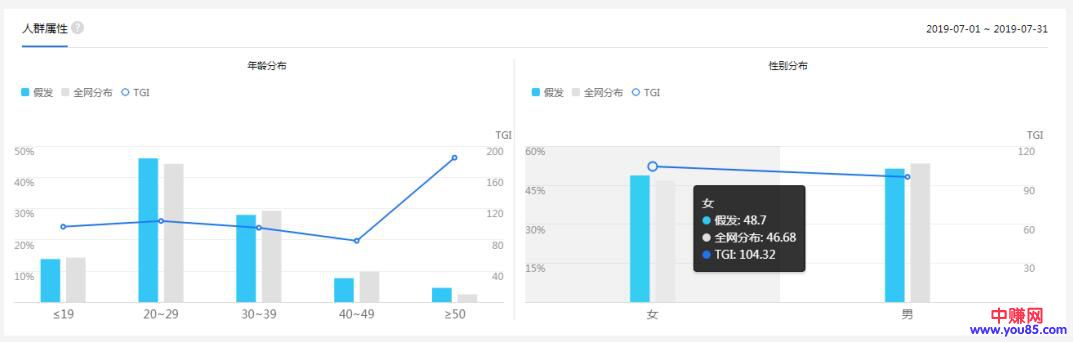 人群属性 ?
2019-07-01 ~ 2019-07-31
年龄分布
假发 全网分布 TGI
TGI
50% 200
40% 160
30% 120
20% 80
10% 40
≤19 20~29 30~39 40~49 ≥50
性别分布
假发 全网分布 TGI
TGI
60% 120
45% 90
30% 60
15% 30
女
假发: 48.7
全网分布: 46.68
TGI: 104.32
女 男
中赚网
www.you85.com